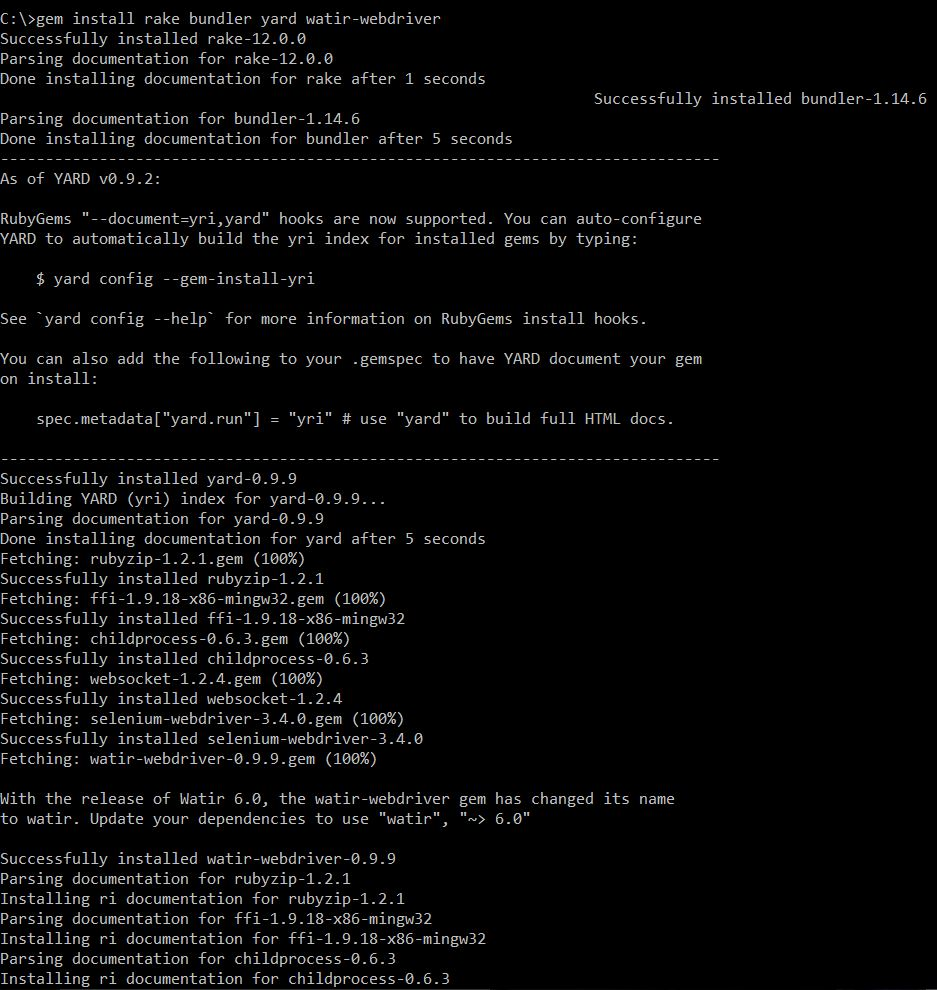 C:\>gem install rake bundler yard watir-webdriver
Successfully installed rake-12.0.0
Parsing documentation for rake-12.0.0
Done installing documentation for rake after 1 seconds
Successfully installed bundler-1.14.6
Parsing documentation for bundler-1.14.6
Done installing documentation for bundler after 5 seconds
--------------------------------------------------------------------------------
As of YARD v0.9.2:
RubyGems "--document=yri,yard" hooks are now supported. You can auto-configure
YARD to automatically build the yri index for installed gems by typing:
$ yard config --gem-install-yri
See `yard config --help` for more information on RubyGems install hooks.
You can also add the following to your .gemspec to have YARD document your gem
on install:
spec.metadata["yard.run"] = "yri" # use "yard" to build full HTML docs.
--------------------------------------------------------------------------------
Successfully installed yard-0.9.9
Building YARD (yri) index for yard-0.9.9...
Parsing documentation for yard-0.9.9
Done installing documentation for yard after 5 seconds
Fetching: rubyzip-1.2.1.gem (100%)
Successfully installed rubyzip-1.2.1
Fetching: ffi-1.9.18-x86-mingw32.gem (100%)
Successfully installed ffi-1.9.18-x86-mingw32
Fetching: childprocess-0.6.3.gem (100%)
Successfully installed childprocess-0.6.3
Fetching: websocket-1.2.4.gem (100%)
Successfully installed websocket-1.2.4
Fetching: selenium-webdriver-3.4.0.gem (100%)
Successfully installed selenium-webdriver-3.4.0
Fetching: watir-webdriver-0.9.9.gem (100%)
With the release of Watir 6.0, the watir-webdriver gem has changed its name
to watir. Update your dependencies to use "watir", "~> 6.0"
Successfully installed watir-webdriver-0.9.9
Parsing documentation for rubyzip-1.2.1
Installing ri documentation for rubyzip-1.2.1
Parsing documentation for ffi-1.9.18-x86-mingw32
Installing ri documentation for ffi-1.9.18-x86-mingw32
Parsing documentation for childprocess-0.6.3
Installing ri documentation for childprocess-0.6.3